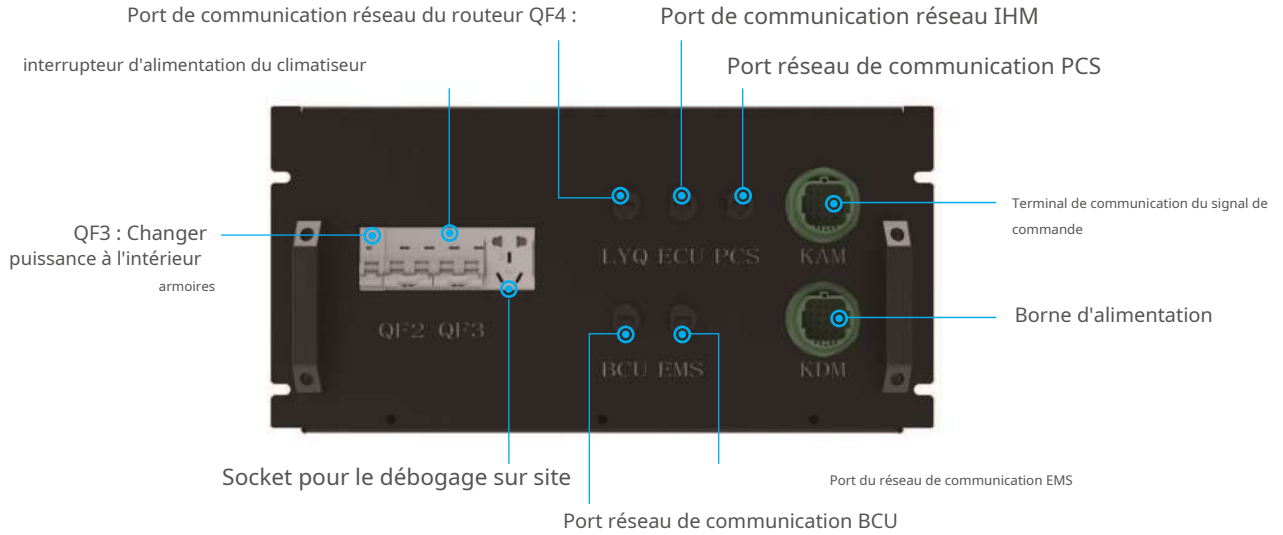 Port de communication réseau du routeur QF4 :
Port de communication réseau IHM
interrupteur d'alimentation du climatiseur
Port réseau de communication PCS
QF3 : Changer
puissance à l'intérieur
armoires
LYQ ECU PCS KAM
Terminal de communication du signal de
commande
QF2 QF3
BCU EMS KDM
Borne d'alimentation
Socket pour le débogage sur site
Port du réseau de communication EMS
Port réseau de communication BCU